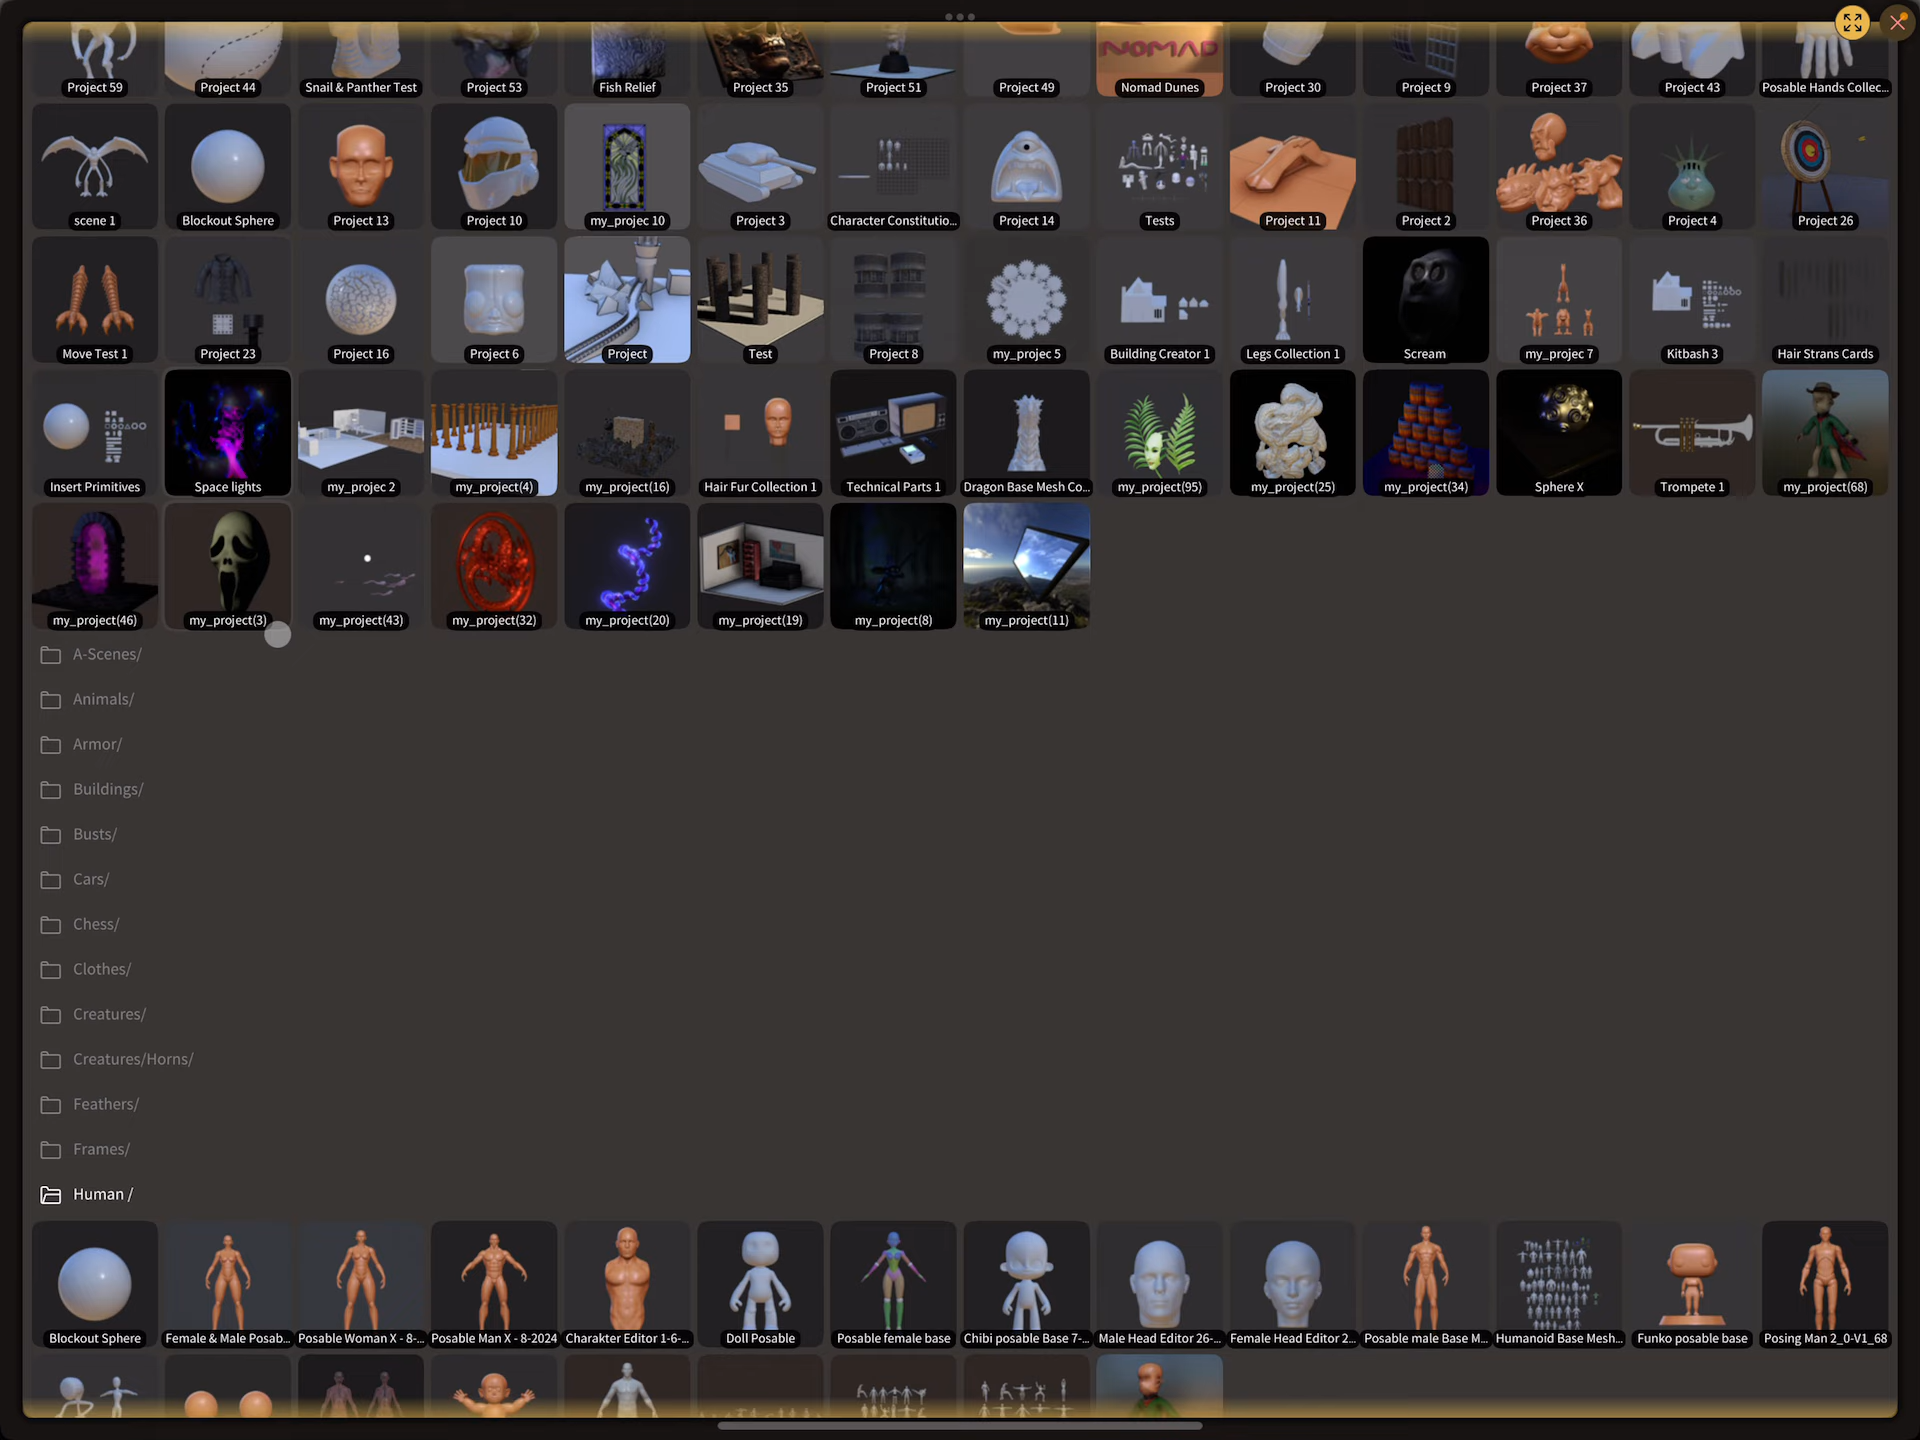 NOMAD
Project 59
Project 44
Snail & Panther Test
Project 53
Fish Relief
Project 35
Project 51
Project 49
Nomad Dunes
Project 30
Project 9
Project 37
Project 43
Posable Hands Collec...
scene 1
Blockout Sphere
Project 13
Project 10
my_projec 10
Project 3
Character Constitutio...
Project 14
Tests
Project 11
Project 2
Project 36
Project 4
Project 26
Move Test 1
Project 23
Project 16
Project 6
Project
Test
Project 8
my_projec 5
Building Creator 1
Legs Collection 1
Scream
my_projec 7
Kitbash 3
Hair Strans Cards
Insert Primitives
Space lights
my_projec 2
my_project(4)
my_project(16)
Hair Fur Collection 1
Technical Parts 1
Dragon Base Mesh Co...
my_project(95)
my_project(25)
my_project(34)
Sphere X
Trompete 1
my_project(68)
my_project(46)
my_project(3)
my_project(43)
my_project(32)
my_project(20)
my_project(19)
my_project(8)
my_project(11)
A-Scenes/
Animals/
Armor/
Buildings/
Busts/
Cars/
Chess/
Clothes/
Creatures/
Creatures/Horns/
Feathers/
Frames/
Human /
Blockout Sphere
Female & Male Posab...
Posable Woman X - 8-...
Posable Man X - 8-2024
Charakter Editor 1-6-...
Doll Posable
Posable female base
Chibi posable Base 7-...
Male Head Editor 26-...
Female Head Editor 2...
Posable male Base M...
Humanoid Base Mesh...
Funko posable base
Posing Man 2_0-V1_68